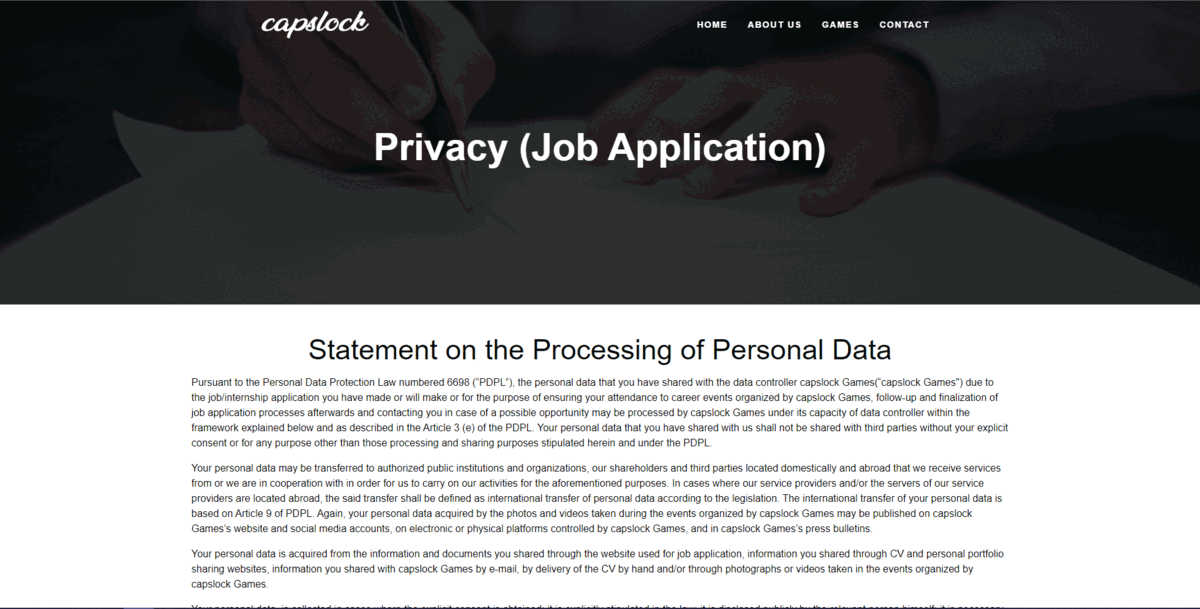 capslock
HOME ABOUT US GAMES CONTACT
Privacy (Job Application)
Statement on the Processing of Personal Data
Pursuant to the Personal Data Protection Law numbered 6698 (“PDPL”), the personal data that you have shared with the data controller capslock Games(“capslock Games”) due to
the job/internship application you have made or will make or for the purpose of ensuring your attendance to career events organized by capslock Games, follow-up and finalization of
job application processes afterwards and contacting you in case of a possible opportunity may be processed by capslock Games under its capacity of data controller within the
framework explained below and as described in the Article 3 (e) of the PDPL. Your personal data that you have shared with us shall not be shared with third parties without your explicit
consent or for any purpose other than those processing and sharing purposes stipulated herein and under the PDPL.
Your personal data may be transferred to authorized public institutions and organizations, our shareholders and third parties located domestically and abroad that we receive services
from or we are in cooperation with in order for us to carry on our activities for the aforementioned purposes. In cases where our service providers and/or the servers of our service
providers are located abroad, the said transfer shall be defined as international transfer of personal data according to the legislation. The international transfer of your personal data is
based on Article 9 of PDPL. Again, your personal data acquired by the photos and videos taken during the events organized by capslock Games may be published on capslock
Games’s website and social media accounts, on electronic or physical platforms controlled by capslock Games, and in capslock Games’s press bulletins.
Your personal data is acquired from the information and documents you shared through the website used for job application, information you shared through CV and personal portfolio
sharing websites, information you shared with capslock Games by e-mail, by delivery of the CV by hand and/or through photographs or videos taken in the events organized by
capslock Games.